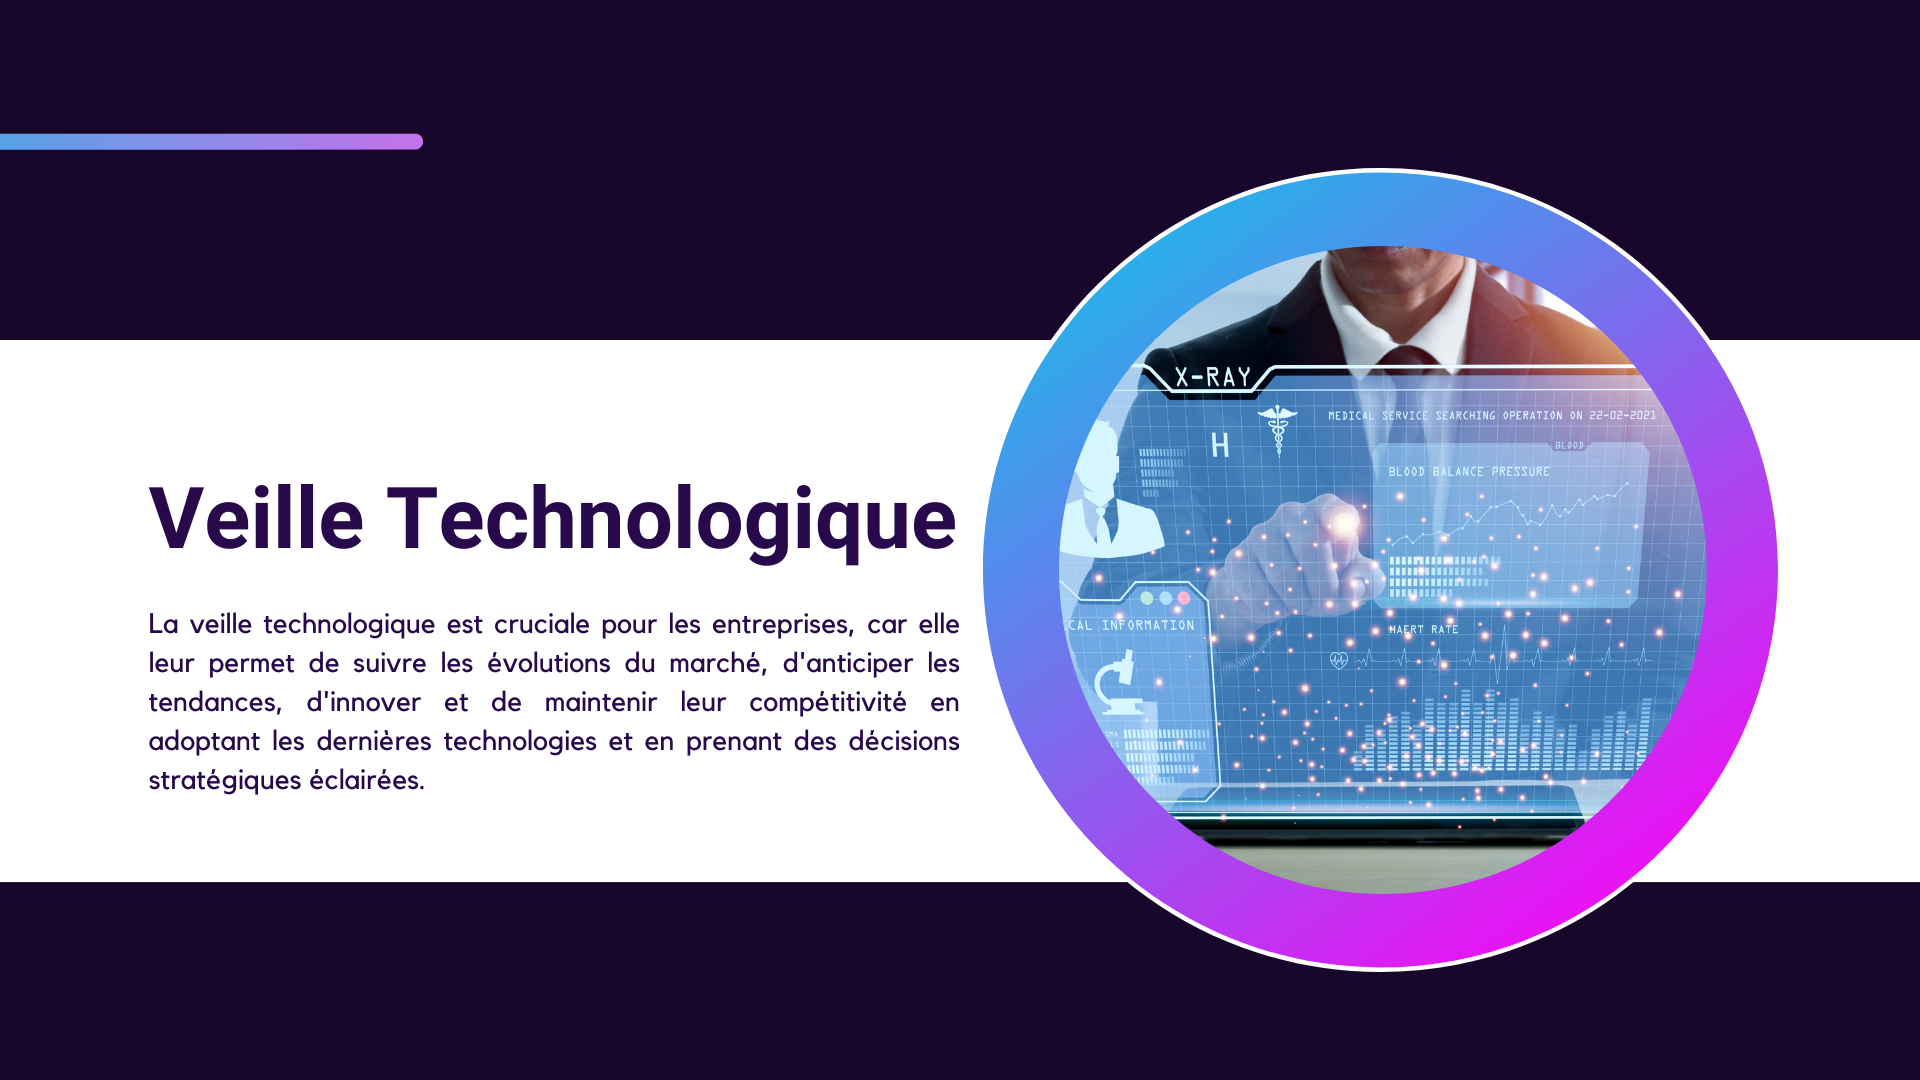 Veille Technologique
La veille technologique est cruciale pour les entreprises, car elle
leur permet de suivre les évolutions du marché, d'anticiper les
tendances, d'innover et de maintenir leur compétitivité en
adoptant les dernières technologies et en prenant des décisions
stratégiques éclairées.
X-RAY
MEDICAL SERVICE SEARCHING OPERATION ON 22-02-2021
H
BLOOD
BLOOD BALANCE PRESSURE
CAL INFORMATION
HAERT RATE